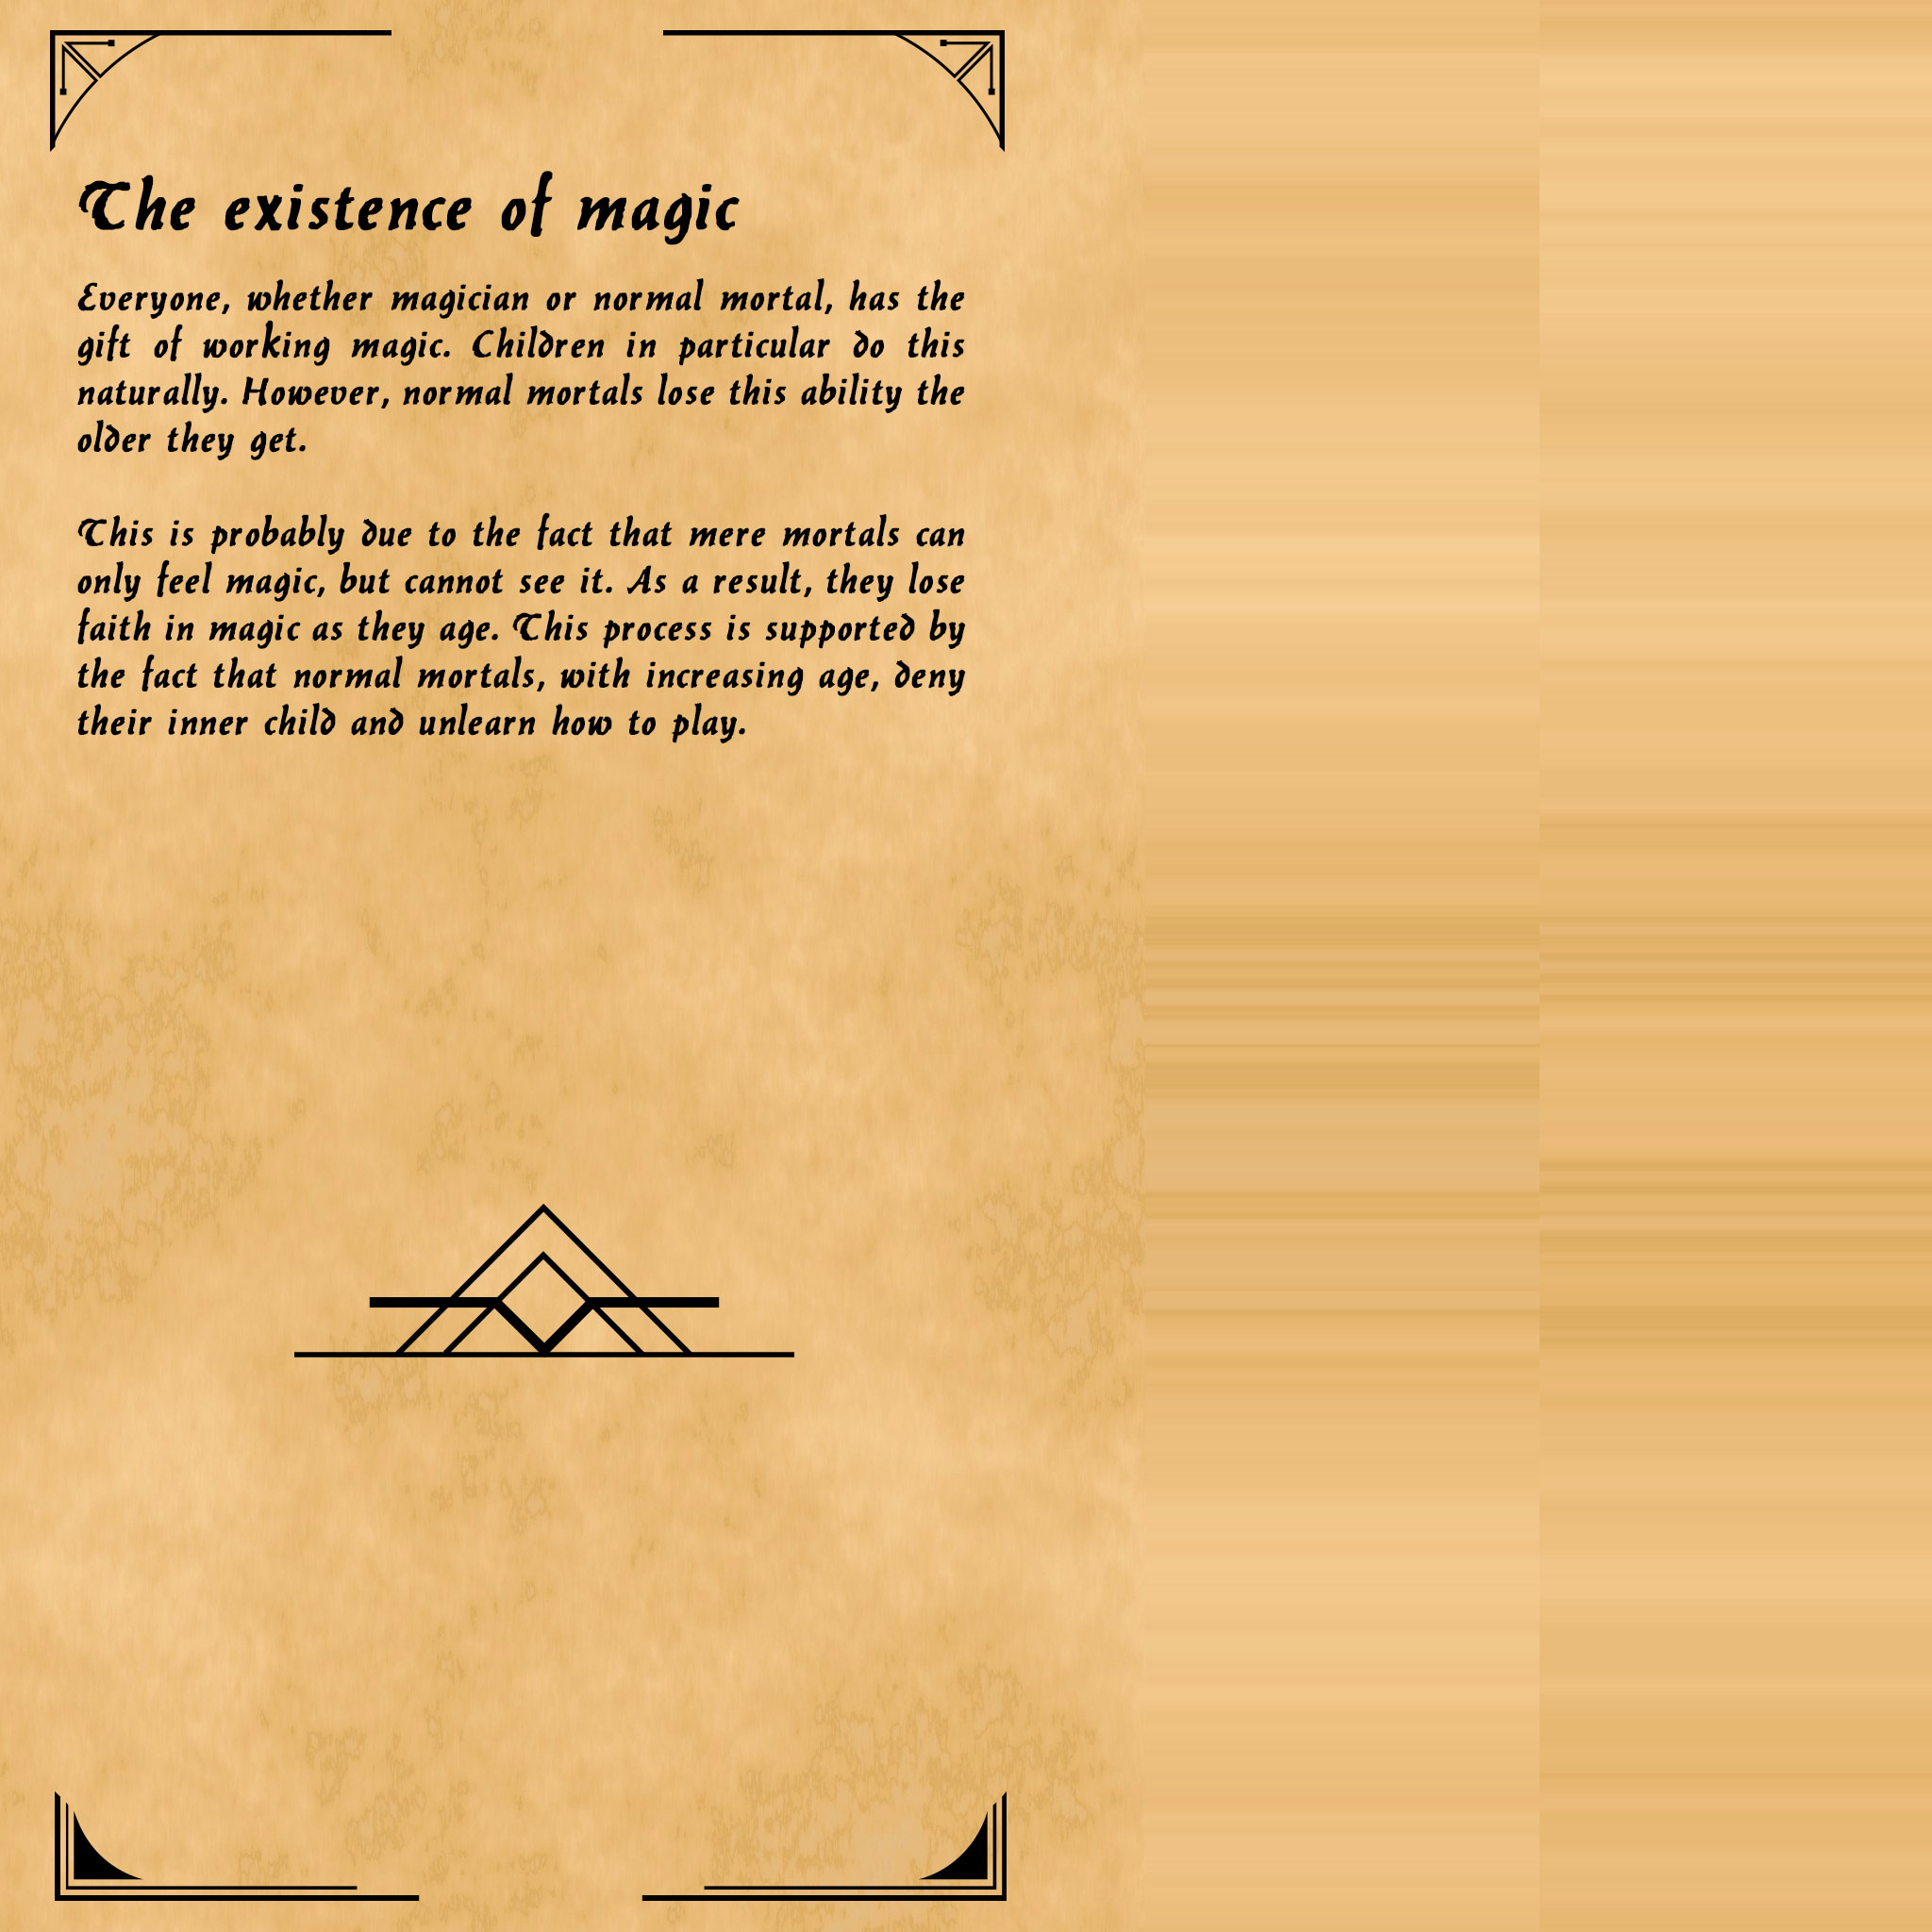 The existence of magic
Everyone, whether magician or normal mortal, has the
gift of working magic. Children in particular do this
naturally. However, normal mortals lose this ability the
older they get.
This is probably due to the fact that mere mortals can
only feel magic, but cannot see it. As a result, they lose
faith in magic as they age. This process is supported by
the fact that normal mortals, with increasing age, deny
their inner child and unlearn how to play.